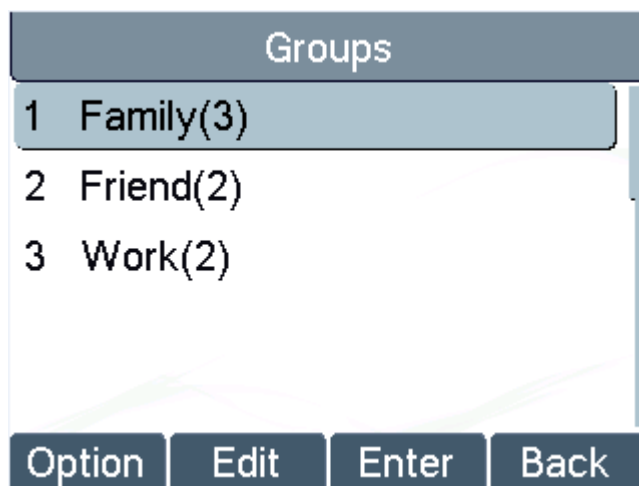 Groups
1 Family(3)
2 Friend(2)
3 Work(2)
Option Edit Enter Back